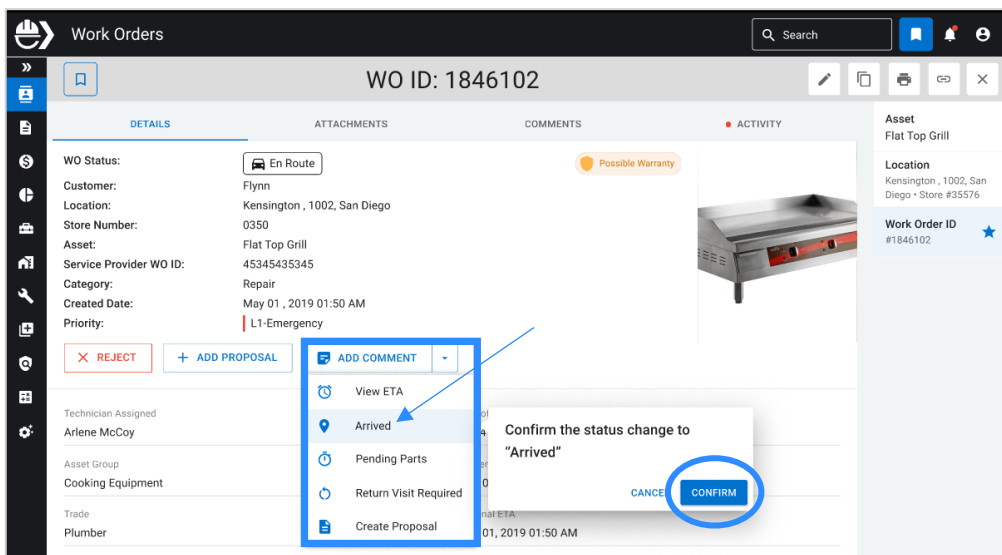 Work Orders
Search
WO ID: 1846102
DETAILS
ATTACHMENTS
COMMENTS
ACTIVITY
WO Status:
En Route
Possible Warranty
Customer:
Flynn
Location:
Kensington , 1002, San Diego
Store Number:
0350
Asset:
Flat Top Grill
Service Provider WO ID:
45345435345
Category:
Repair
Created Date:
May 01 , 2019 01:50 AM
Priority:
L1-Emergency
REJECT
ADD PROPOSAL
ADD COMMENT
View ETA
Arrived
Pending Parts
Return Visit Required
Create Proposal
Confirm the status change to
“Arrived”
CANCE
CONFIRM
Technician Assigned
Arlene McCoy
Asset Group
Cooking Equipment
Trade
Plumber
nal ETA
01, 2019 01:50 AM
Asset
Flat Top Grill
Location
Kensington , 1002, San
Diego • Store #35576
Work Order ID
#1846102